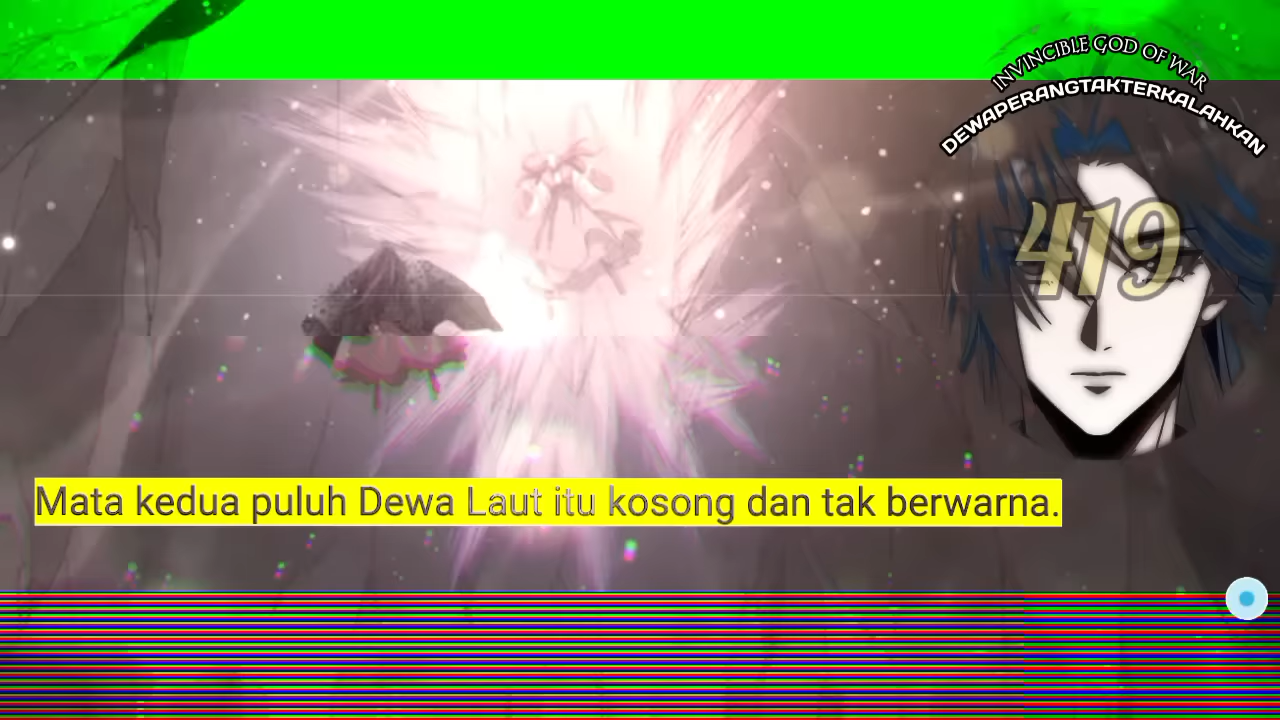 INVINCIBLE GOD OF WAR
DEWAPERANGTAKTERKALAHKAN
419
Mata kedua puluh Dewa Laut itu kosong dan tak berwarna.